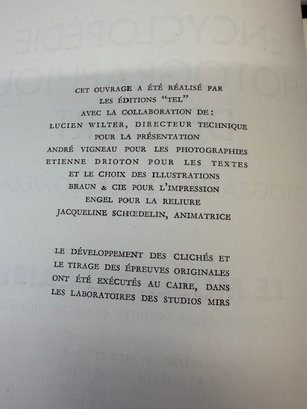 CET OUVRAGE A ÉTÉ RÉALISÉ PAR
LES ÉDITIONS "TEL"
AVEC LA COLLABORATION DE :
LUCIEN WILTER, DIRECTEUR TECHNIQUE
POUR LA PRÉSENTATION
ANDRÉ VIGNEAU POUR LES PHOTOGRAPHIES
ETIENNE DRIOTON POUR LES TEXTES
ET LE CHOIX DES ILLUSTRATIONS
BRAUN & CIE POUR L'IMPRESSION
ENGEL POUR LA RELIURE
JACQUELINE SCHŒDELIN, ANIMATRICE
LE DÉVELOPPEMENT DES CLICHÉS ET
LE TIRAGE DES ÉPREUVES ORIGINALES
ONT ÉTÉ EXÉCUTÉS AU CAIRE, DANS
LES LABORATOIRES DES STUDIOS MIRS